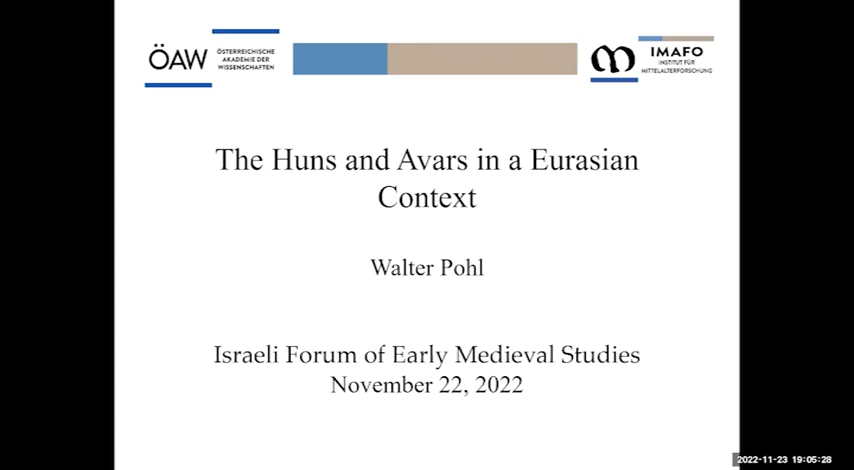 ÖAW
ÖSTERREICHISCHE
AKADEMIE DER
WISSENSCHAFTEN
IMAFO
INSTITUT FÜR
MITTELALTERFORSCHUNG
The Huns and Avars in a Eurasian
Context
Walter Pohl
Israeli Forum of Early Medieval Studies
November 22, 2022
2022-11-23 19:05:28